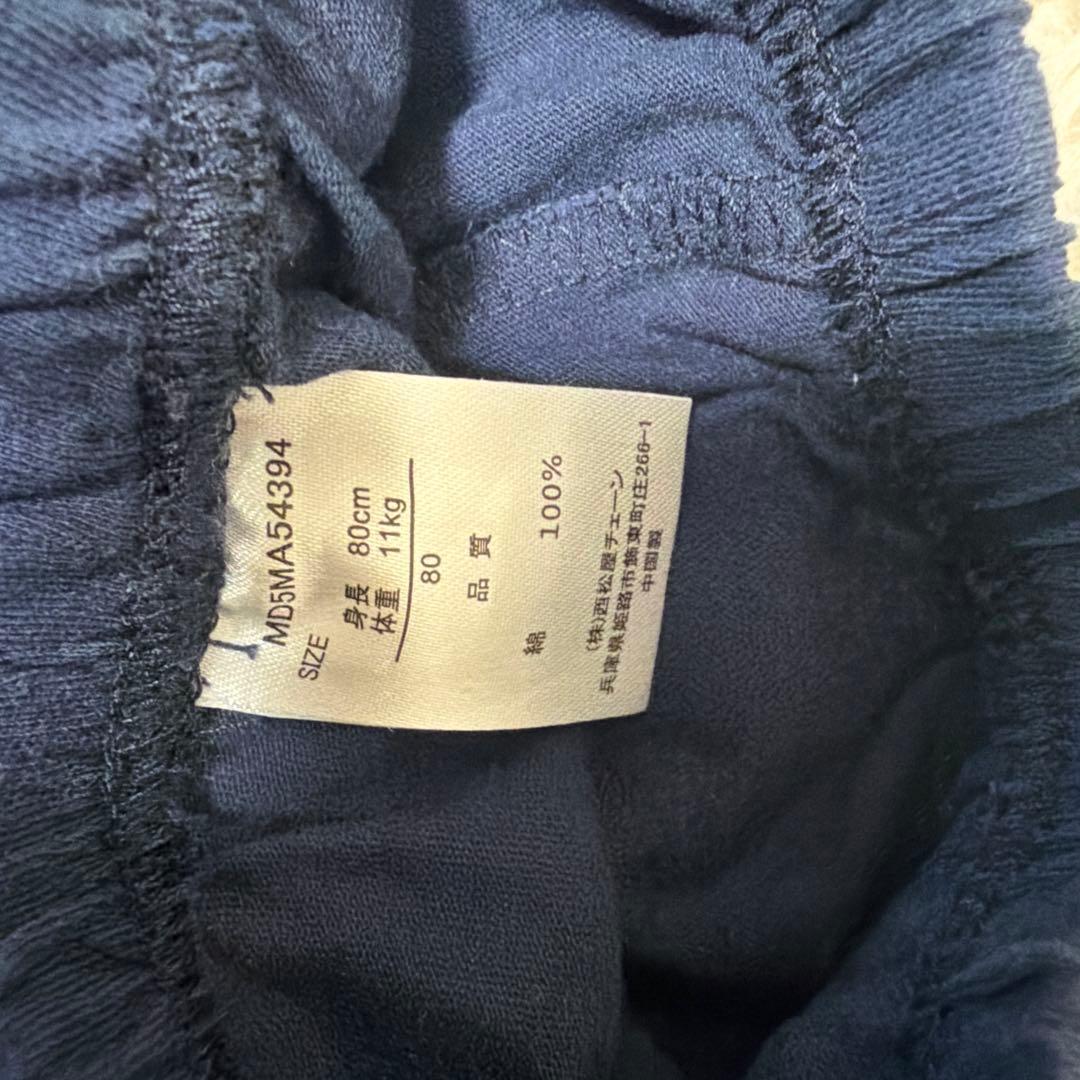 MD5MA54394
SIZE
身長 80cm
体重 11kg
80
品質
綿 100%
(株)西松屋チェーン
兵庫県姫路市飾東町庄266-1
中国製